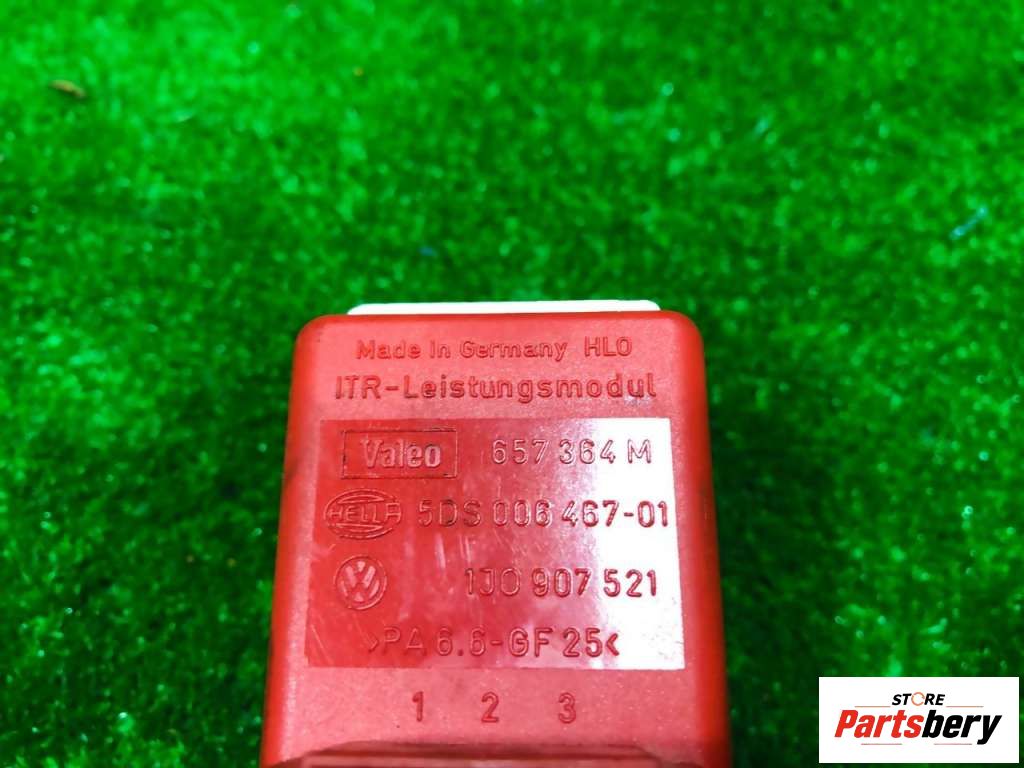 Made In Germany HLO
ITR-Leistungsmodul
Valeo 657 364 M
HELLA 5DS 006 467-01
VW 1J0 907 521
>PA 6.6-GF 25<
1 2 3
STORE
Partsbery